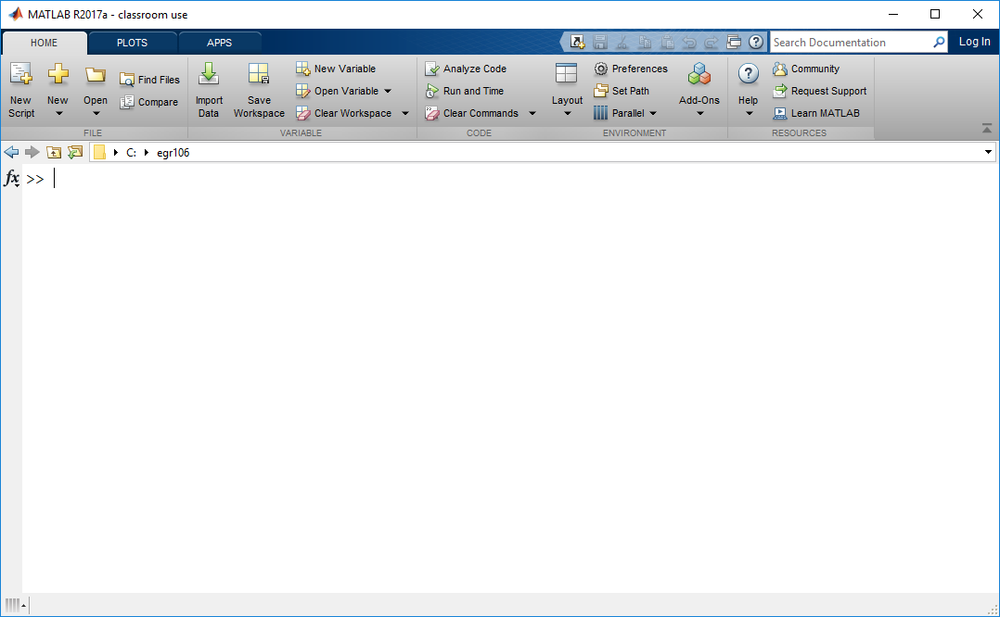 MATLAB R2017a - classroom use
HOME PLOTS APPS Search Documentation Log In
New Script
New
Open
Find Files
Compare
FILE
Import Data
Save Workspace
New Variable
Open Variable
Clear Workspace
VARIABLE
Analyze Code
Run and Time
Clear Commands
CODE
Layout
Preferences
Set Path
Parallel
Add-Ons
ENVIRONMENT
Help
Community
Request Support
Learn MATLAB
RESOURCES
C: egr106
fx >>